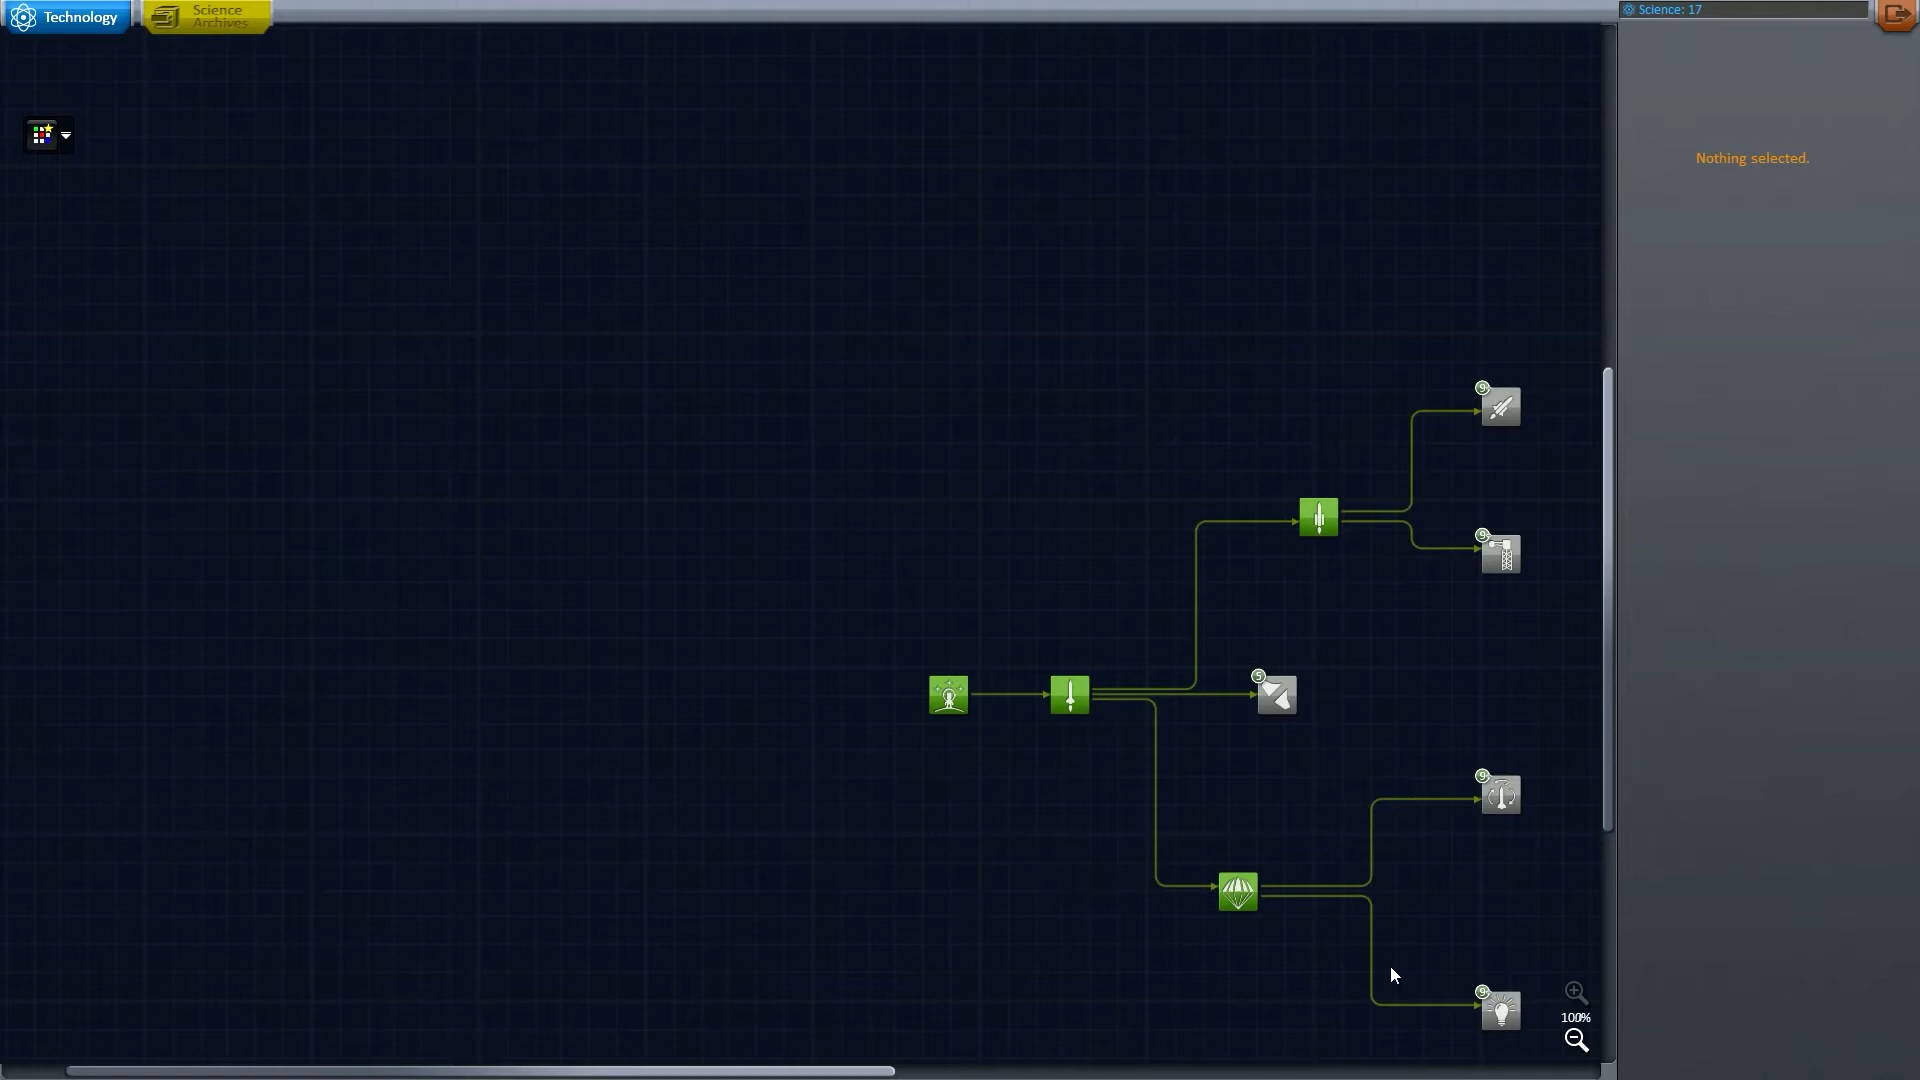 Technology
Science
Archives
Science: 17
Nothing selected.
9
9
5
9
9
100%